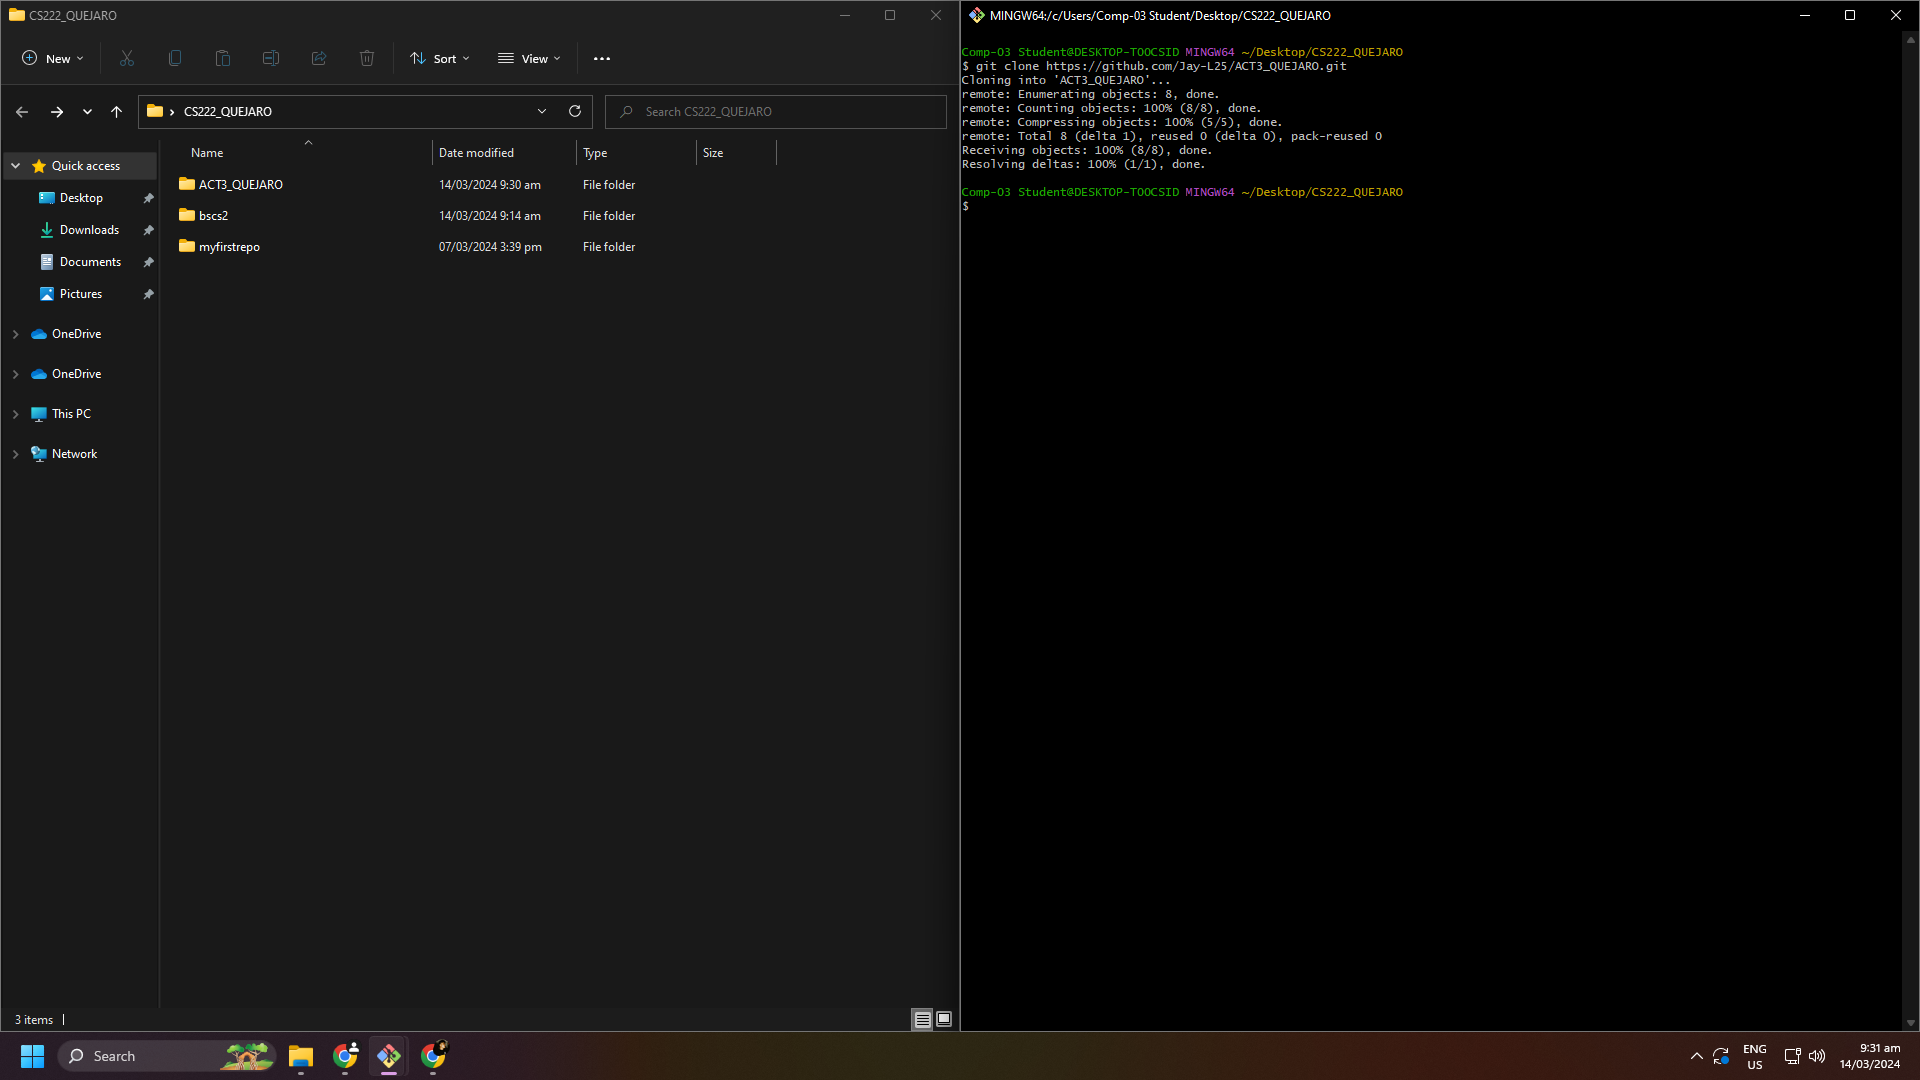 CS222_QUEJARO
New
Sort
View
CS222_QUEJARO
Search CS222_QUEJARO
Name
Date modified
Type
Size
Quick access
Desktop
Downloads
Documents
Pictures
OneDrive
OneDrive
This PC
Network
ACT3_QUEJARO 14/03/2024 9:30 am File folder
bscs2 14/03/2024 9:14 am File folder
myfirstrepo 07/03/2024 3:39 pm File folder
3 items
MINGW64:/c/Users/Comp-03 Student/Desktop/CS222_QUEJARO
Comp-03 Student@DESKTOP-TOOCSID MINGW64 ~/Desktop/CS222_QUEJARO
$ git clone https://github.com/Jay-L25/ACT3_QUEJARO.git
Cloning into 'ACT3_QUEJARO'...
remote: Enumerating objects: 8, done.
remote: Counting objects: 100% (8/8), done.
remote: Compressing objects: 100% (5/5), done.
remote: Total 8 (delta 1), reused 0 (delta 0), pack-reused 0
Receiving objects: 100% (8/8), done.
Resolving deltas: 100% (1/1), done.
Comp-03 Student@DESKTOP-TOOCSID MINGW64 ~/Desktop/CS222_QUEJARO
$
Search
ENG
US
9:31 am
14/03/2024